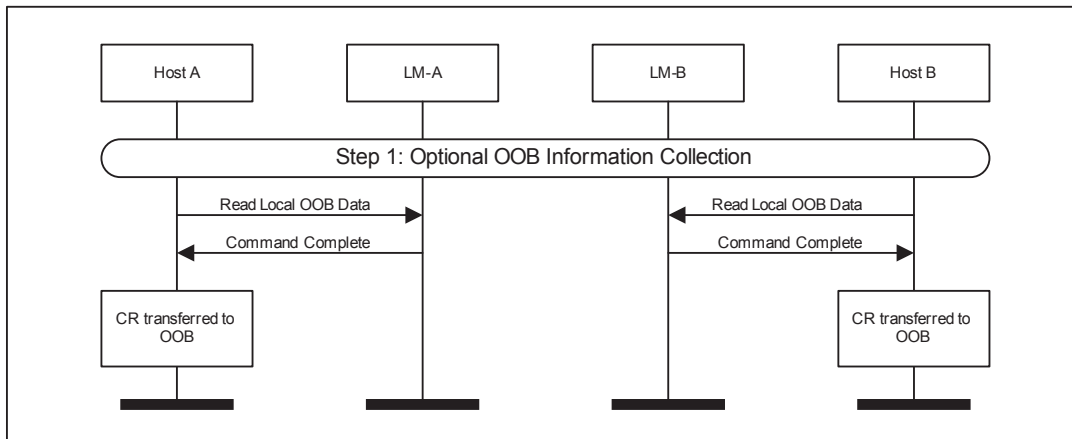 Host A
LM-A
LM-B
Host B
Step 1: Optional OOB Information Collection
Read Local OOB Data
Read Local OOB Data
Command Complete
Command Complete
CR transferred to
OOB
CR transferred to
OOB